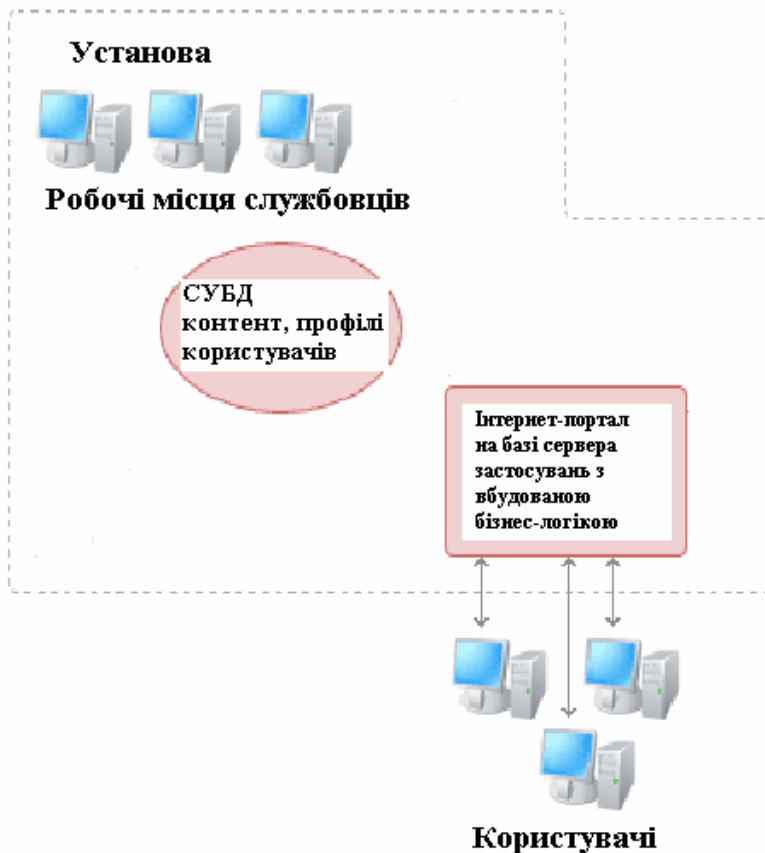 Установа
Робочі місця службовців
СУБД
контент, профілі
користувачів
Інтернет-портал
на базі сервера
застосувань з
вбудованою
бізнес-логікою
Користувачі